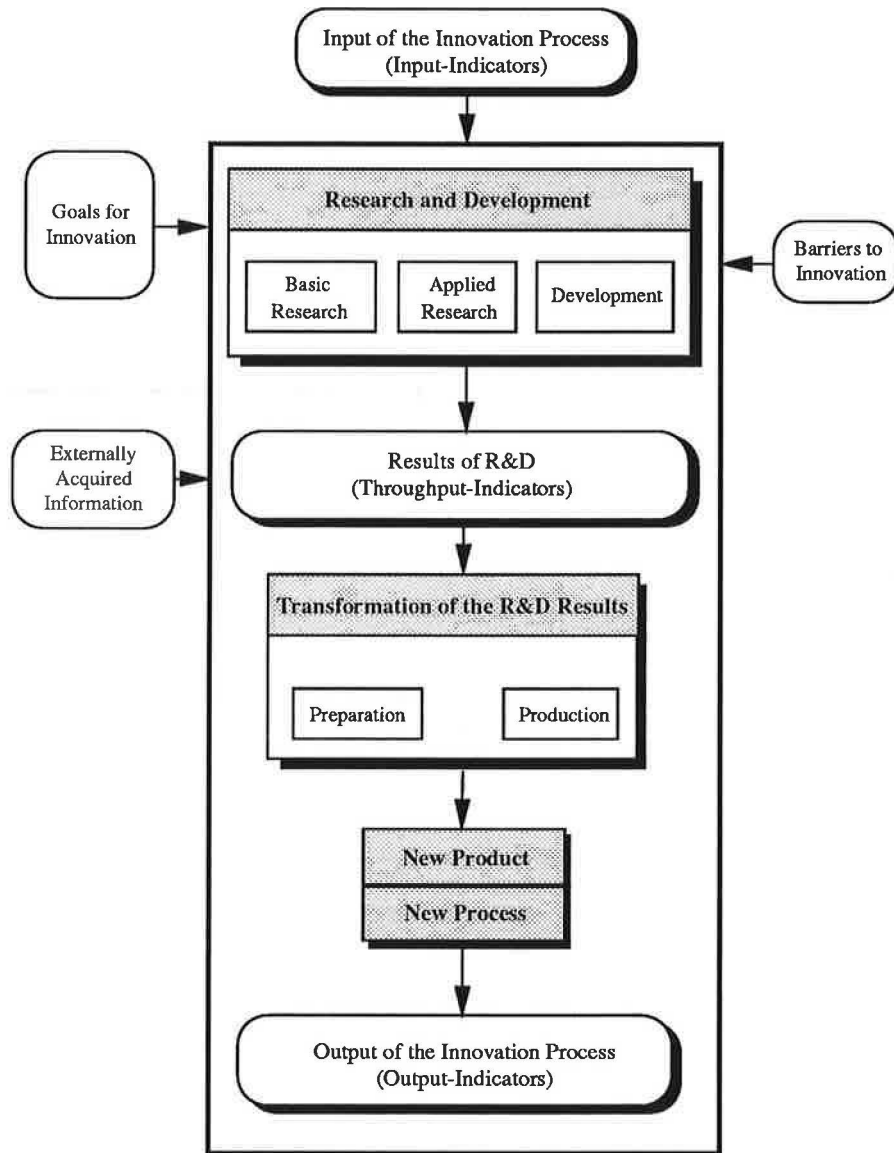 Input of the Innovation Process
(Input-Indicators)
Goals for
Innovation
Research and Development
Basic
Research
Applied
Research
Development
Barriers to
Innovation
Externally
Acquired
Information
Results of R&D
(Throughput-Indicators)
Transformation of the R&D Results
Preparation
Production
New Product
New Process
Output of the Innovation Process
(Output-Indicators)